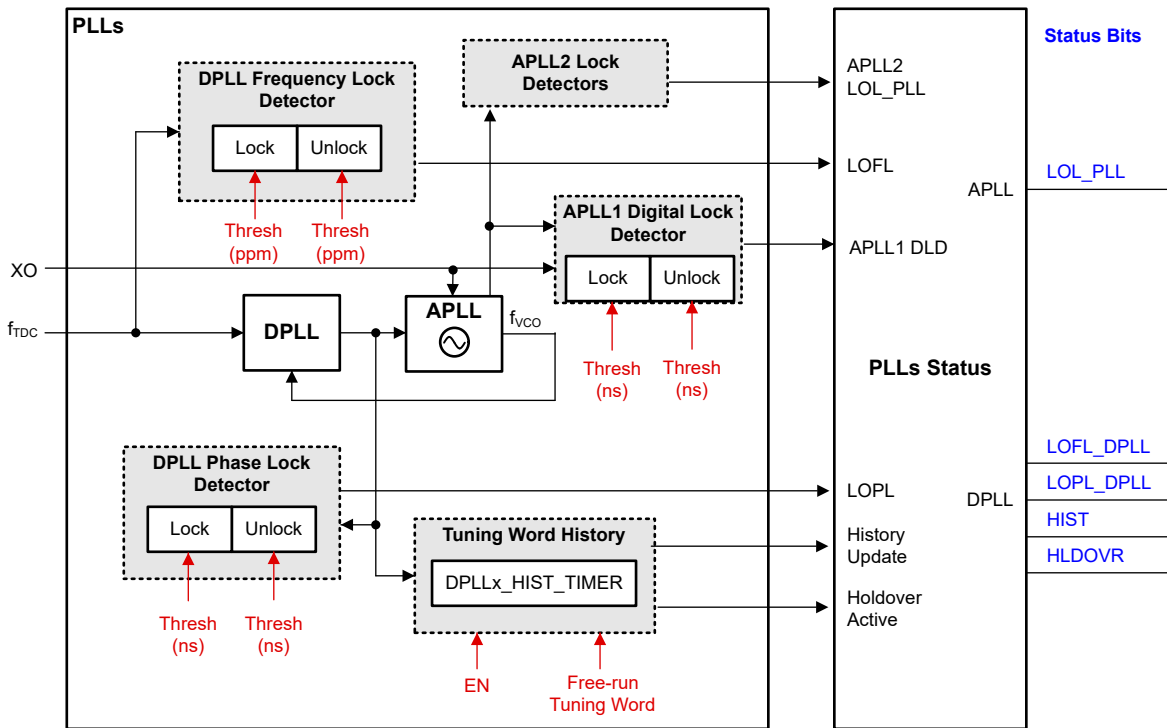 PLLs
Status Bits
DPLL Frequency Lock
Detector
Lock
Unlock
Thresh
(ppm)
Thresh
(ppm)
APLL2 Lock
Detectors
APLL2
LOL_PLL
LOFL
APLL
LOL_PLL
APLL1 Digital Lock
Detector
Lock
Unlock
Thresh
(ns)
Thresh
(ns)
APLL1 DLD
XO
fTDC
DPLL
APLL
fVCO
PLLs Status
DPLL Phase Lock
Detector
Lock
Unlock
Thresh
(ns)
Thresh
(ns)
LOPL
DPLL
LOFL_DPLL
LOPL_DPLL
HIST
HLDOVR
Tuning Word History
DPLLx_HIST_TIMER
EN
Free-run
Tuning Word
History
Update
Holdover
Active